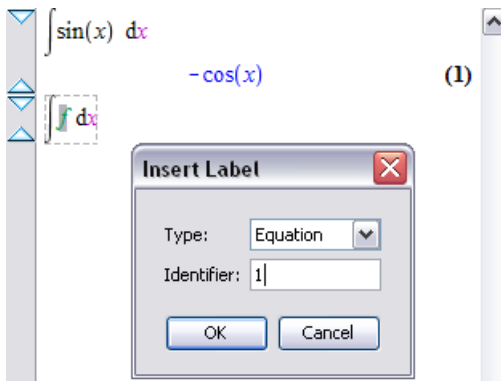 ∫ sin(x) dx
−cos(x) (1)
∫ f dx
Insert Label
Type: Equation
Identifier: 1
OK Cancel